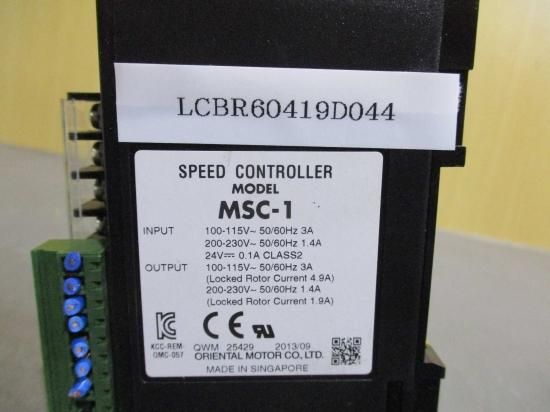 LCBR60419D044
SPEED CONTROLLER
MODEL
MSC-1
INPUT 100-115V~ 50/60Hz 3A
200-230V~ 50/60Hz 1.4A
24V⎓ 0.1A CLASS2
OUTPUT 100-115V~ 50/60Hz 3A
(Locked Rotor Current 4.9A)
200-230V~ 50/60Hz 1.4A
(Locked Rotor Current 1.9A)
KCC-REM-
OMC-057
QWM 25429 2013/09
ORIENTAL MOTOR CO., LTD.
MADE IN SINGAPORE